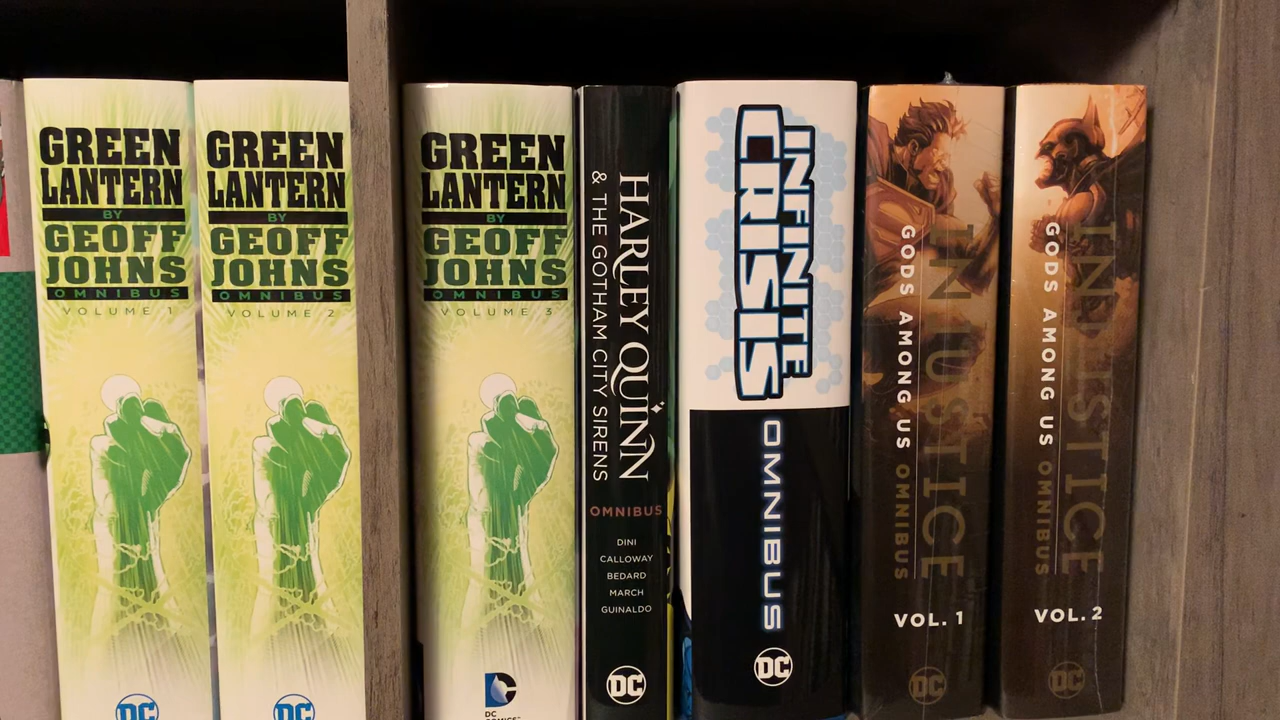 GREEN
LANTERN
BY
GEOFF
JOHNS
OMNIBUS
VOLUME 1
DC
GREEN
LANTERN
BY
GEOFF
JOHNS
OMNIBUS
VOLUME 2
DC
GREEN
LANTERN
BY
GEOFF
JOHNS
OMNIBUS
VOLUME 3
DC
HARLEY QUINN
& THE GOTHAM CITY SIRENS
OMNIBUS
DINI
CALLOWAY
BEDARD
MARCH
GUINALDO
DC
INFINITE
CRISIS
OMNIBUS
DC
INJUSTICE
GODS AMONG US OMNIBUS
VOL. 1
DC
INJUSTICE
GODS AMONG US OMNIBUS
VOL. 2
DC